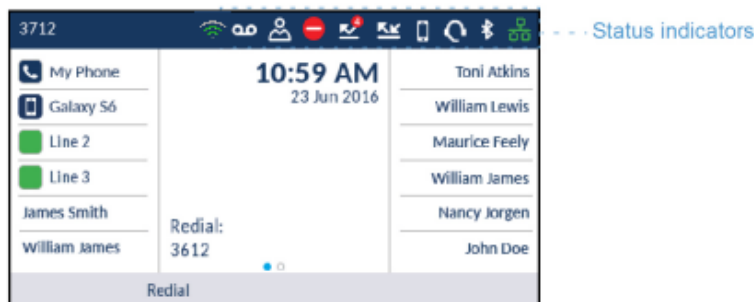 3712
4
Status indicators
My Phone
Galaxy S6
Line 2
Line 3
James Smith
William James
10:59 AM
23 Jun 2016
Redial:
3612
Toni Atkins
William Lewis
Maurice Feely
William James
Nancy Jorgen
John Doe
Redial